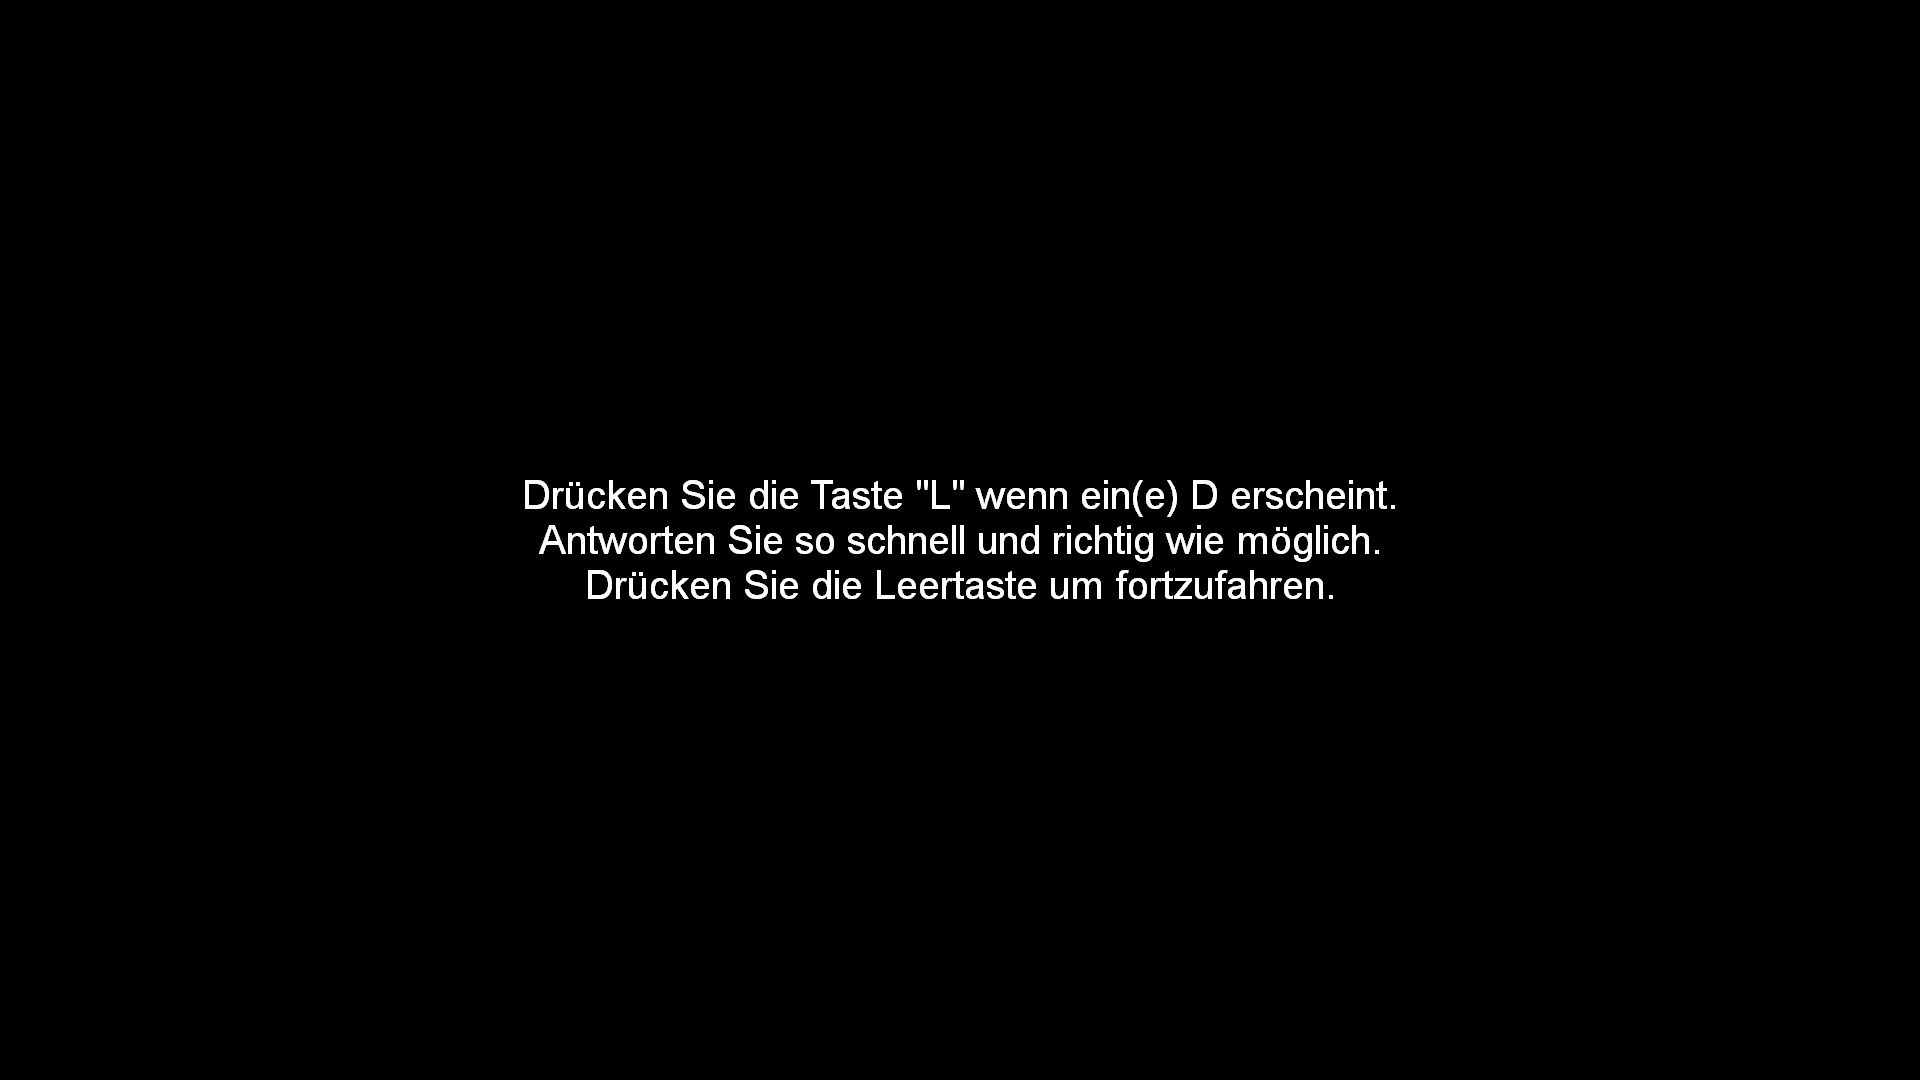 Drücken Sie die Taste "L" wenn ein(e) D erscheint.
Antworten Sie so schnell und richtig wie möglich.
Drücken Sie die Leertaste um fortzufahren.